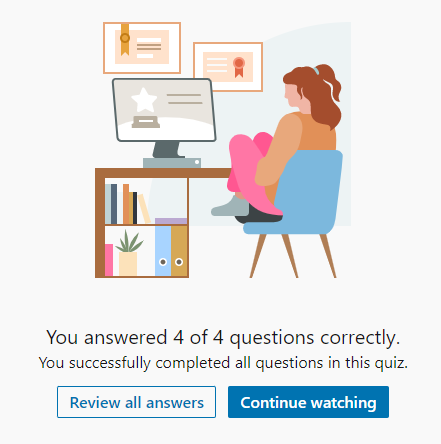 You answered 4 of 4 questions correctly.
You successfully completed all questions in this quiz.
Review all answers
Continue watching